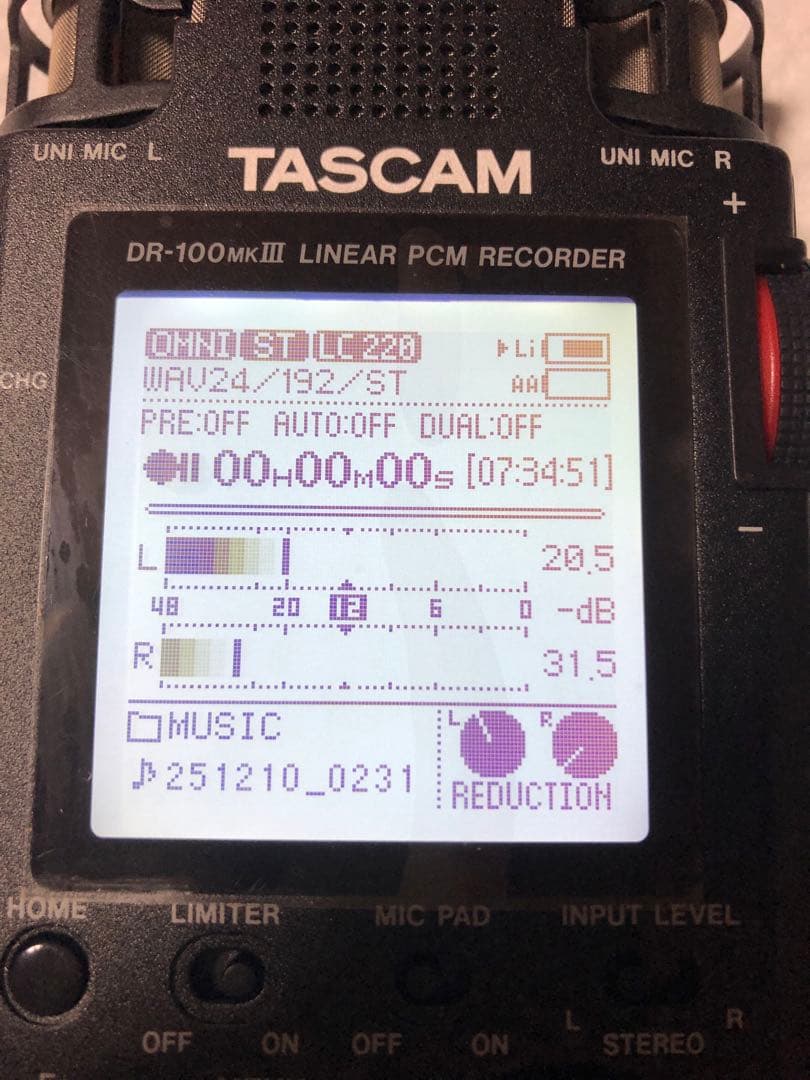 UNI MIC L
TASCAM
UNI MIC R
+
DR-100MKIII LINEAR PCM RECORDER
OMNI ST LC 220
Li
WAV24/192/ST
AA
CHG
PRE:OFF AUTO:OFF DUAL:OFF
00H00M00S [07:34:51]
−
L 20.5
48 20 12 6 0 -dB
R 31.5
MUSIC
L R
251210_0231
REDUCTION
HOME LIMITER MIC PAD INPUT LEVEL
L R
OFF ON OFF ON STEREO